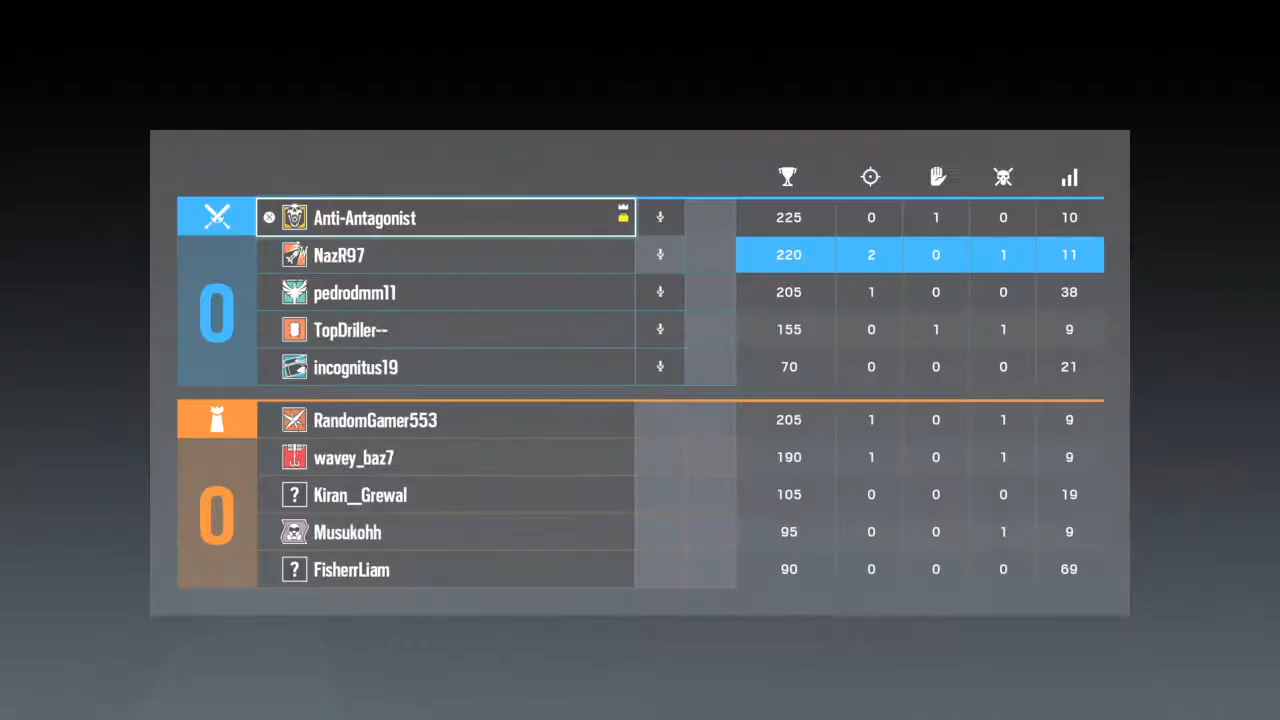 0
Anti-Antagonist 225 0 1 0 10
NazR97 220 2 0 1 11
pedrodmm11 205 1 0 0 38
TopDriller-- 155 0 1 1 9
incognitus19 70 0 0 0 21
0
RandomGamer553 205 1 0 1 9
wavey_baz7 190 1 0 1 9
? Kiran__Grewal 105 0 0 0 19
Musukohh 95 0 0 1 9
? FisherrLiam 90 0 0 0 69